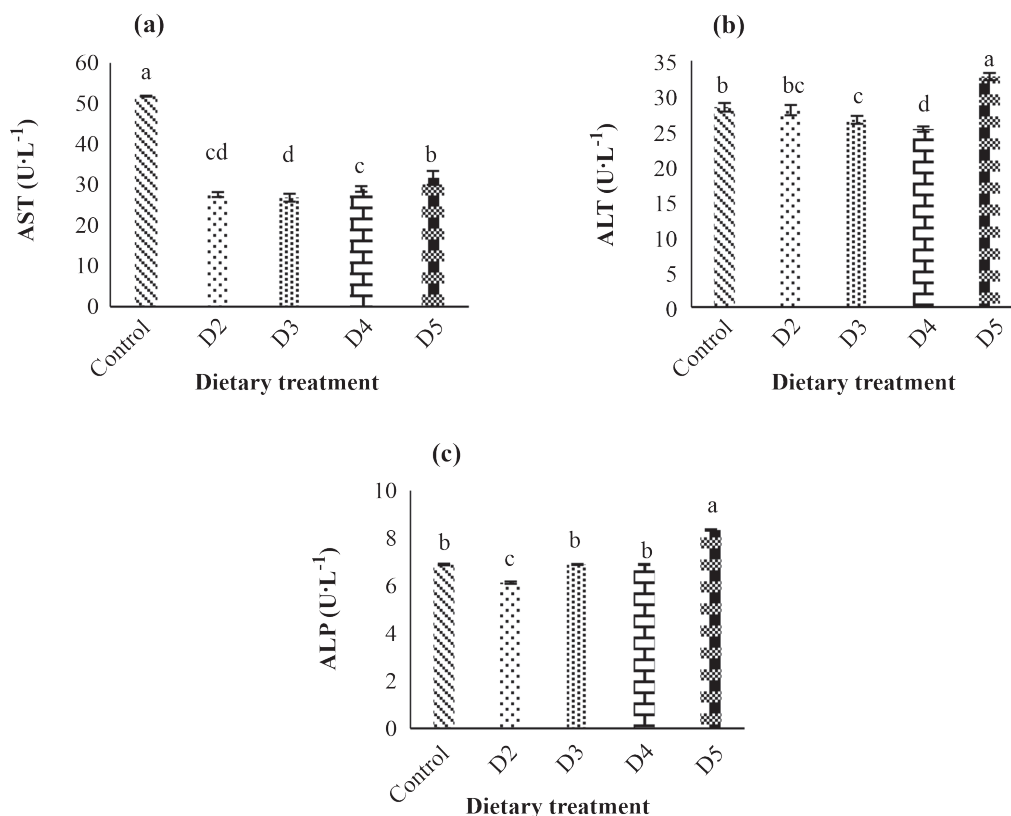 (a)
60
50
40
30
20
10
0
AST (U·L⁻¹)
a
cd
d
c
b
Control
D2
D3
D4
D5
Dietary treatment
(b)
35
30
25
20
15
10
5
0
ALT (U·L⁻¹)
b
bc
c
d
a
Control
D2
D3
D4
D5
Dietary treatment
(c)
10
8
6
4
2
0
ALP (U·L⁻¹)
b
c
b
b
a
Control
D2
D3
D4
D5
Dietary treatment